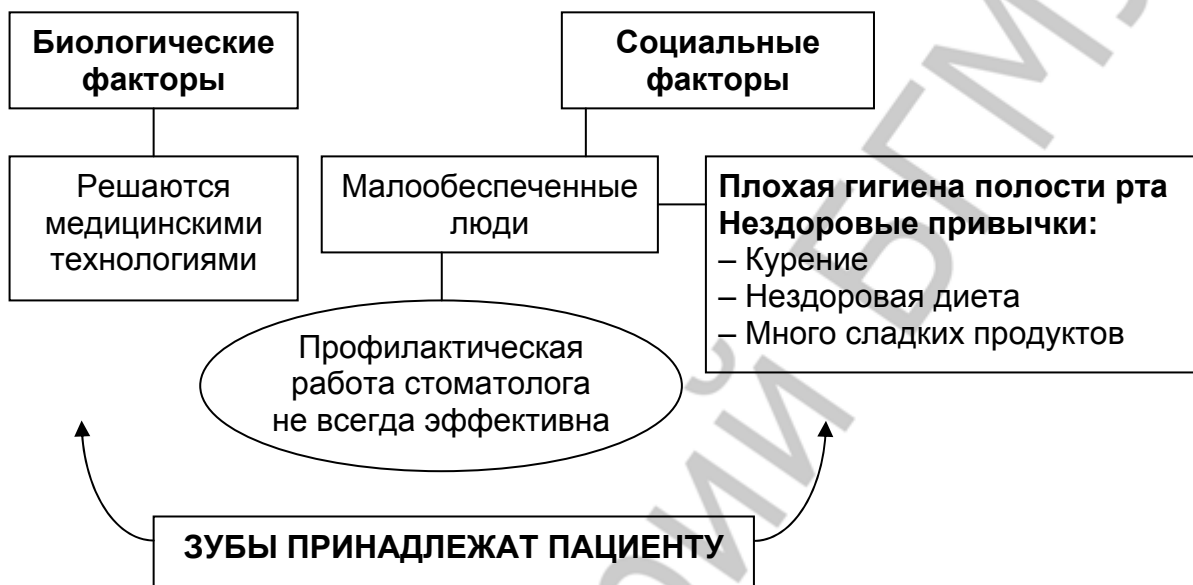 Биологические
факторы
Социальные
факторы
Решаются
медицинскими
технологиями
Малообеспеченные
люди
Плохая гигиена полости рта
Нездоровые привычки:
– Курение
– Нездоровая диета
– Много сладких продуктов
Профилактическая
работа стоматолога
не всегда эффективна
ЗУБЫ ПРИНАДЛЕЖАТ ПАЦИЕНТУ